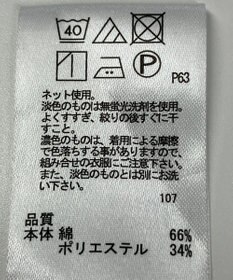 40
P
P63
ネット使用。
淡色のものは無蛍光洗剤を使用。
よくすすぎ、絞りの後すぐに干
すこと。
濃色のものは、着用による摩擦
で色落ちする事がありますので、
組み合せの衣服にご注意下さい。
また、淡色のものとは別にお洗
い下さい。
107
品質
本体 綿 66%
ポリエステル 34%